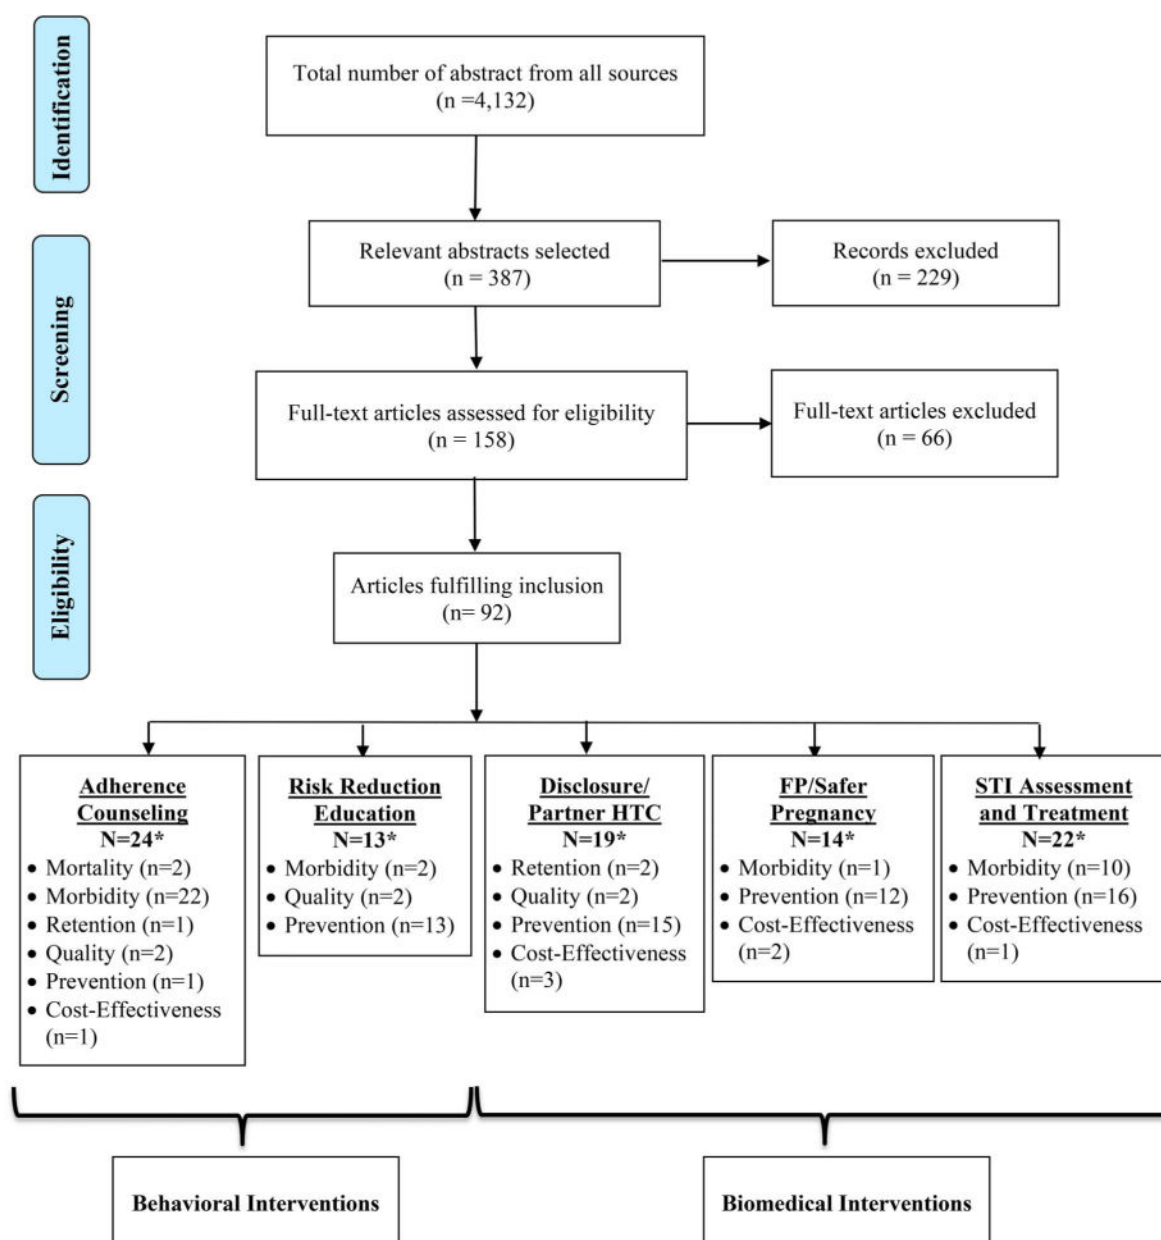 Identification
Total number of abstract from all sources
(n =4,132)
Screening
Relevant abstracts selected
(n = 387)
Records excluded
(n = 229)
Full-text articles assessed for eligibility
(n = 158)
Full-text articles excluded
(n = 66)
Eligibility
Articles fulfilling inclusion
(n= 92)
Adherence
Counseling
N=24*
• Mortality (n=2)
• Morbidity (n=22)
• Retention (n=1)
• Quality (n=2)
• Prevention (n=1)
• Cost-Effectiveness
(n=1)
Risk Reduction
Education
N=13*
• Morbidity (n=2)
• Quality (n=2)
• Prevention (n=13)
Disclosure/
Partner HTC
N=19*
• Retention (n=2)
• Quality (n=2)
• Prevention (n=15)
• Cost-Effectiveness
(n=3)
FP/Safer
Pregnancy
N=14*
• Morbidity (n=1)
• Prevention (n=12)
• Cost-Effectiveness
(n=2)
STI Assessment
and Treatment
N=22*
• Morbidity (n=10)
• Prevention (n=16)
• Cost-Effectiveness
(n=1)
Behavioral Interventions
Biomedical Interventions